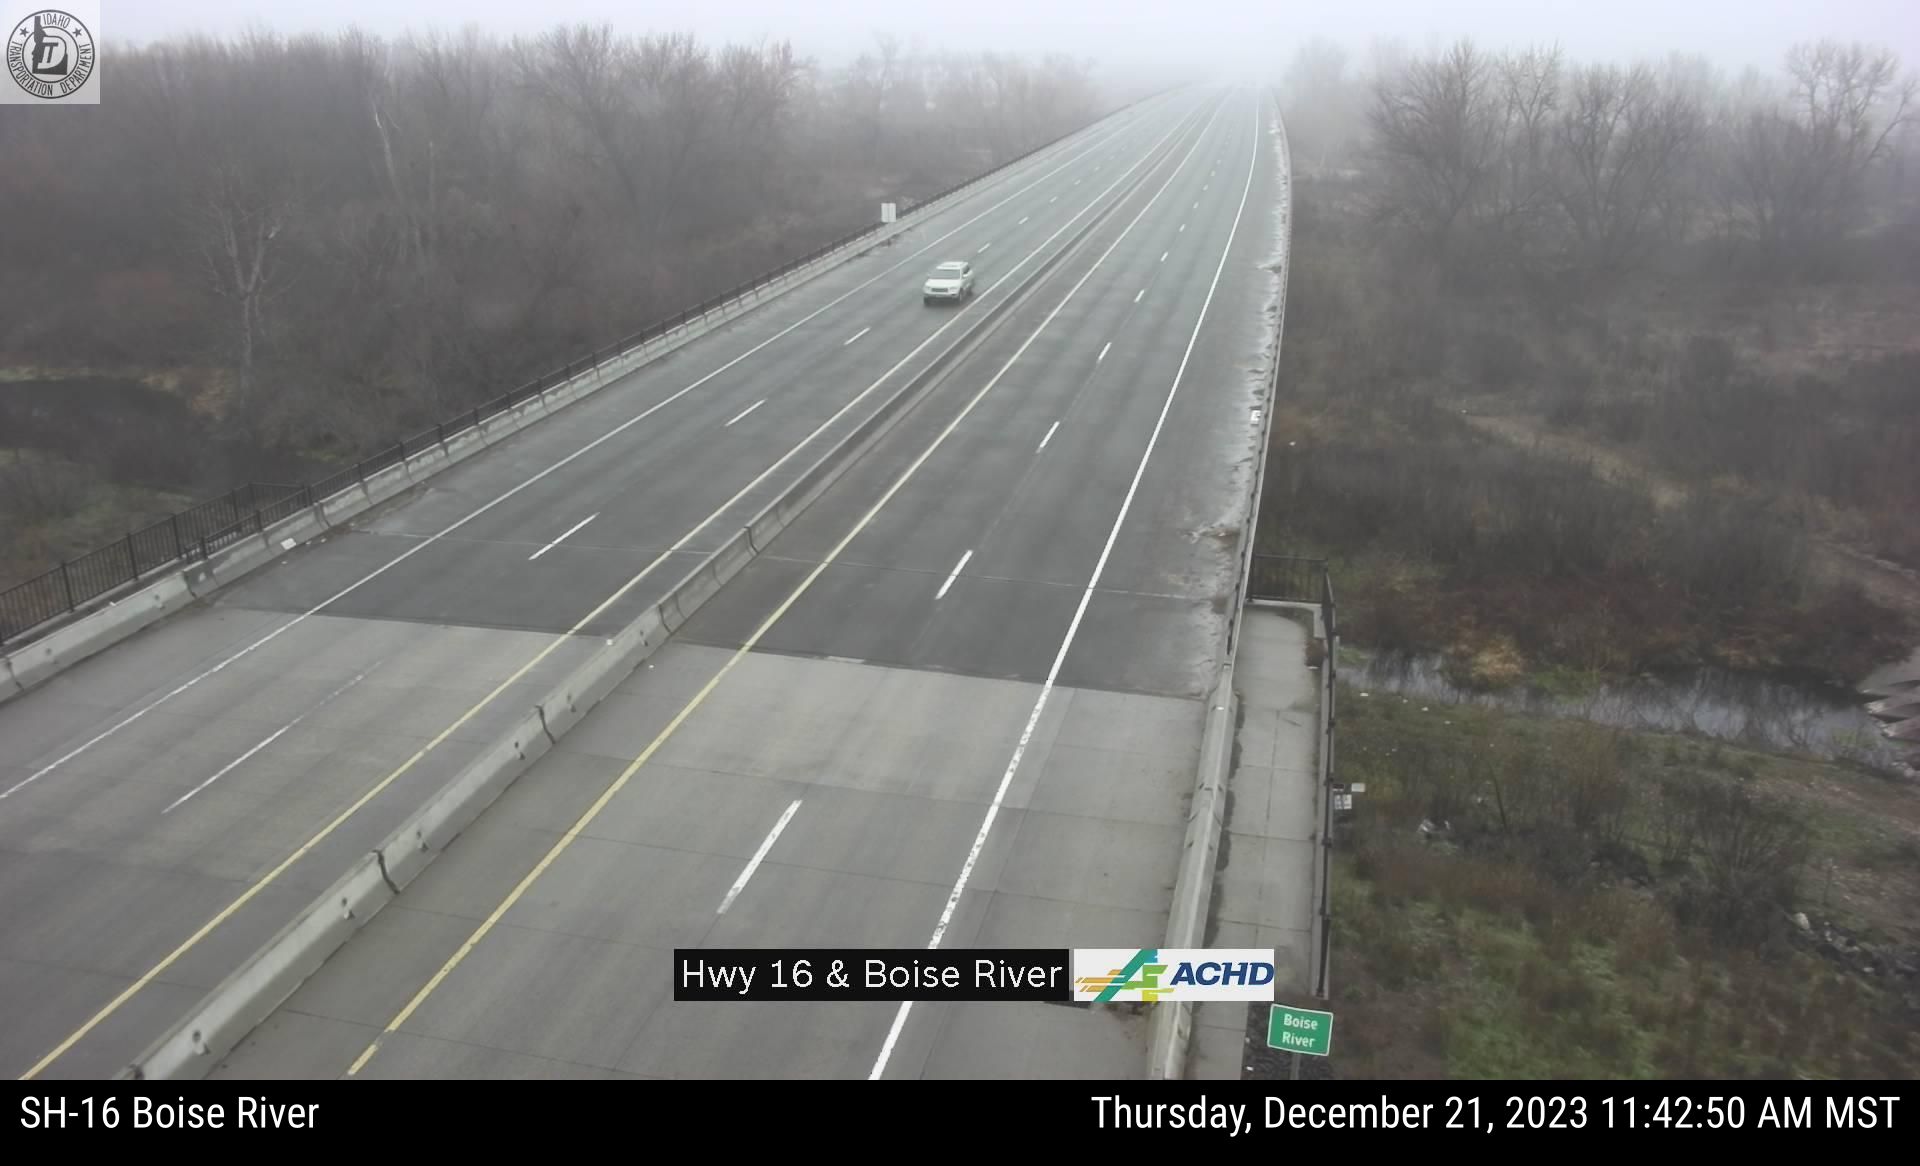 IDAHO
TRANSPORTATION DEPARTMENT
Hwy 16 & Boise River
ACHD
Boise
River
SH-16 Boise River
Thursday, December 21, 2023 11:42:50 AM MST